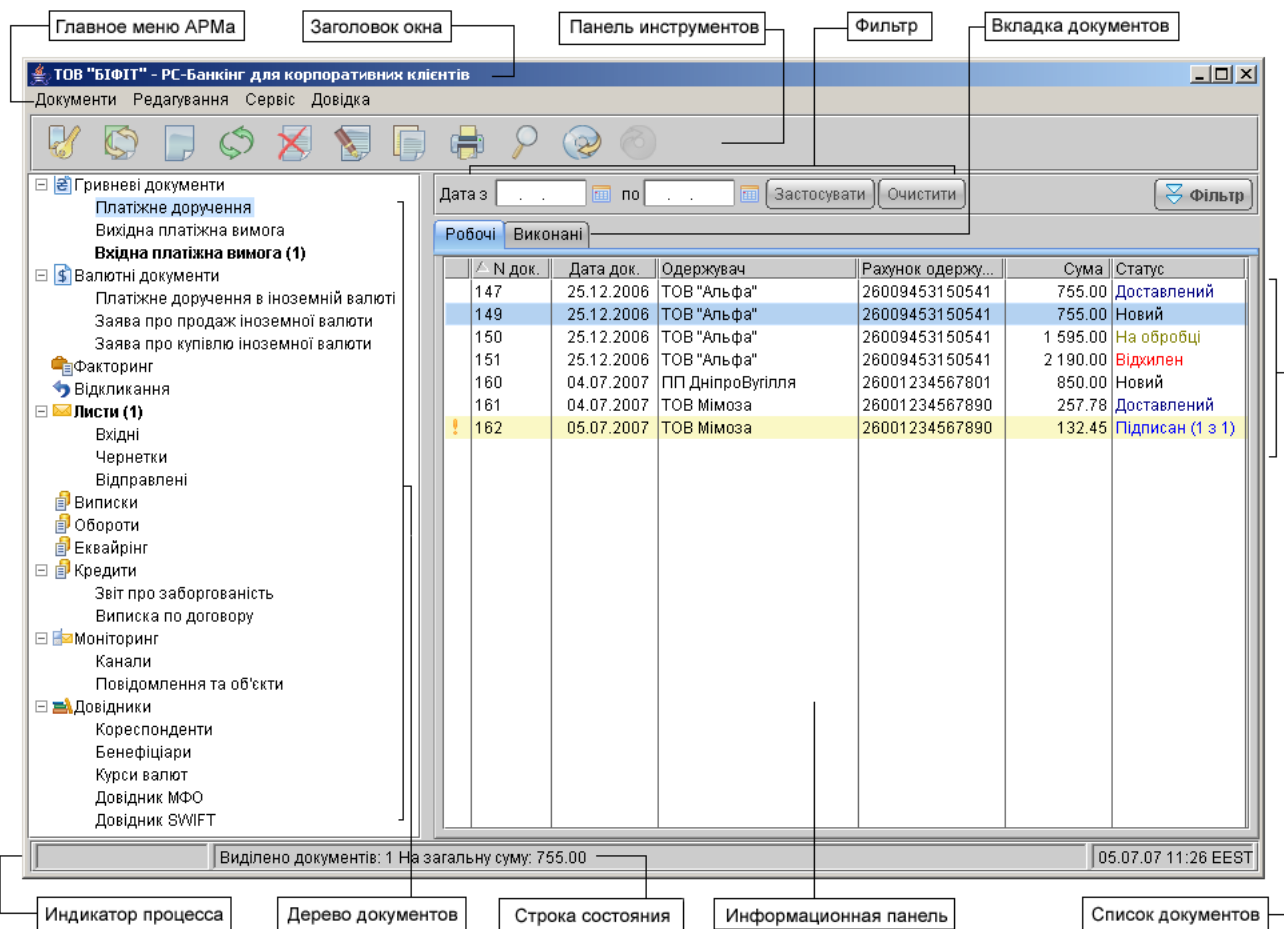 Главное меню АРМа
Заголовок окна
Панель инструментов
Фильтр
Вкладка документов
ТОВ "БІФІТ" - РС-Банкінг для корпоративних клієнтів
Документи Редагування Сервіс Довідка
Гривневі документи
Платіжне доручення
Вихідна платіжна вимога
Вхідна платіжна вимога (1)
Валютні документи
Платіжне доручення в іноземній валюті
Заява про продаж іноземної валюти
Заява про купівлю іноземної валюти
Факторинг
Відкликання
Листи (1)
Вхідні
Чернетки
Відправлені
Виписки
Обороти
Еквайрінг
Кредити
Звіт про заборгованість
Виписка по договору
Моніторинг
Канали
Повідомлення та об'єкти
Довідники
Кореспонденти
Бенефіціари
Курси валют
Довідник МФО
Довідник SWIFT
Дата з . . по . . Застосувати Очистити Фільтр
Робочі Виконані
N док. Дата док. Одержувач Рахунок одержу... Сума Статус
147 25.12.2006 ТОВ "Альфа" 26009453150541 755.00 Доставлений
149 25.12.2006 ТОВ "Альфа" 26009453150541 755.00 Новий
150 25.12.2006 ТОВ "Альфа" 26009453150541 1 595.00 На обробці
151 25.12.2006 ТОВ "Альфа" 26009453150541 2 190.00 Відхилен
160 04.07.2007 ПП ДніпроВугілля 26001234567801 850.00 Новий
161 04.07.2007 ТОВ Мімоза 26001234567890 257.78 Доставлений
162 05.07.2007 ТОВ Мімоза 26001234567890 132.45 Підписан (1 з 1)
Виділено документів: 1 На загальну суму: 755.00
05.07.07 11:26 EEST
Индикатор процесса
Дерево документов
Строка состояния
Информационная панель
Список документов